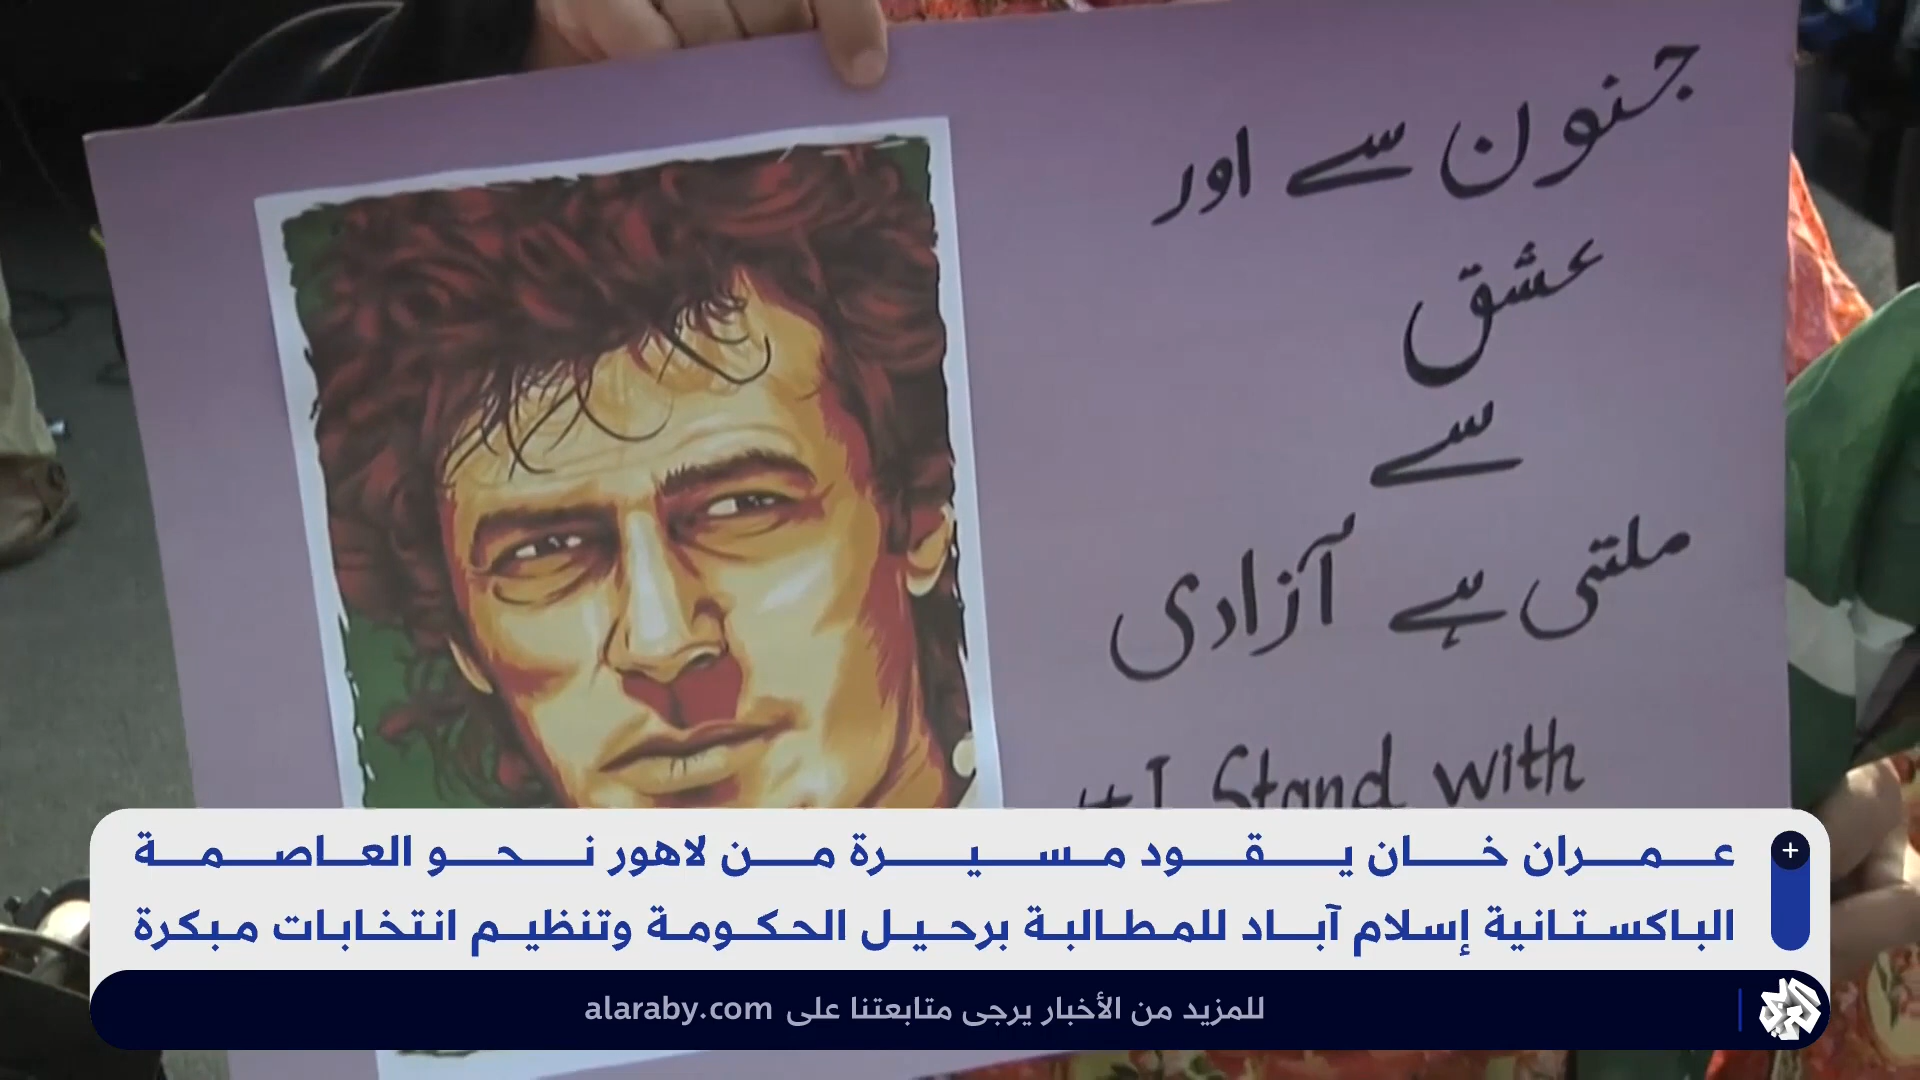 جنون سے اور
عشق
سے
ملتی ہے آزادی
#I Stand with
عمران خان يقود مسيرة من لاهور نحو العاصمة
الباكستانية إسلام آباد للمطالبة برحيل الحكومة وتنظيم انتخابات مبكرة
للمزيد من الأخبار يرجى متابعتنا على alaraby.com